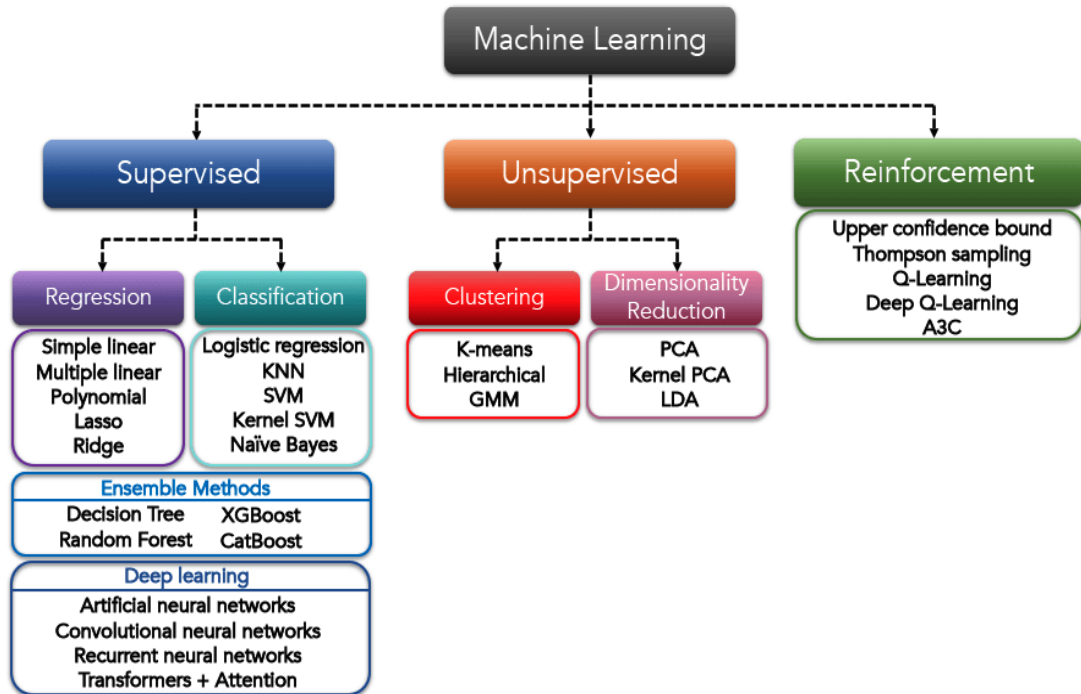 Machine Learning
Supervised
Unsupervised
Reinforcement
Upper confidence bound
Thompson sampling
Q-Learning
Deep Q-Learning
A3C
Regression
Classification
Clustering
Dimensionality
Reduction
Simple linear
Multiple linear
Polynomial
Lasso
Ridge
Logistic regression
KNN
SVM
Kernel SVM
Naïve Bayes
K-means
Hierarchical
GMM
PCA
Kernel PCA
LDA
Ensemble Methods
Decision Tree XGBoost
Random Forest CatBoost
Deep learning
Artificial neural networks
Convolutional neural networks
Recurrent neural networks
Transformers + Attention